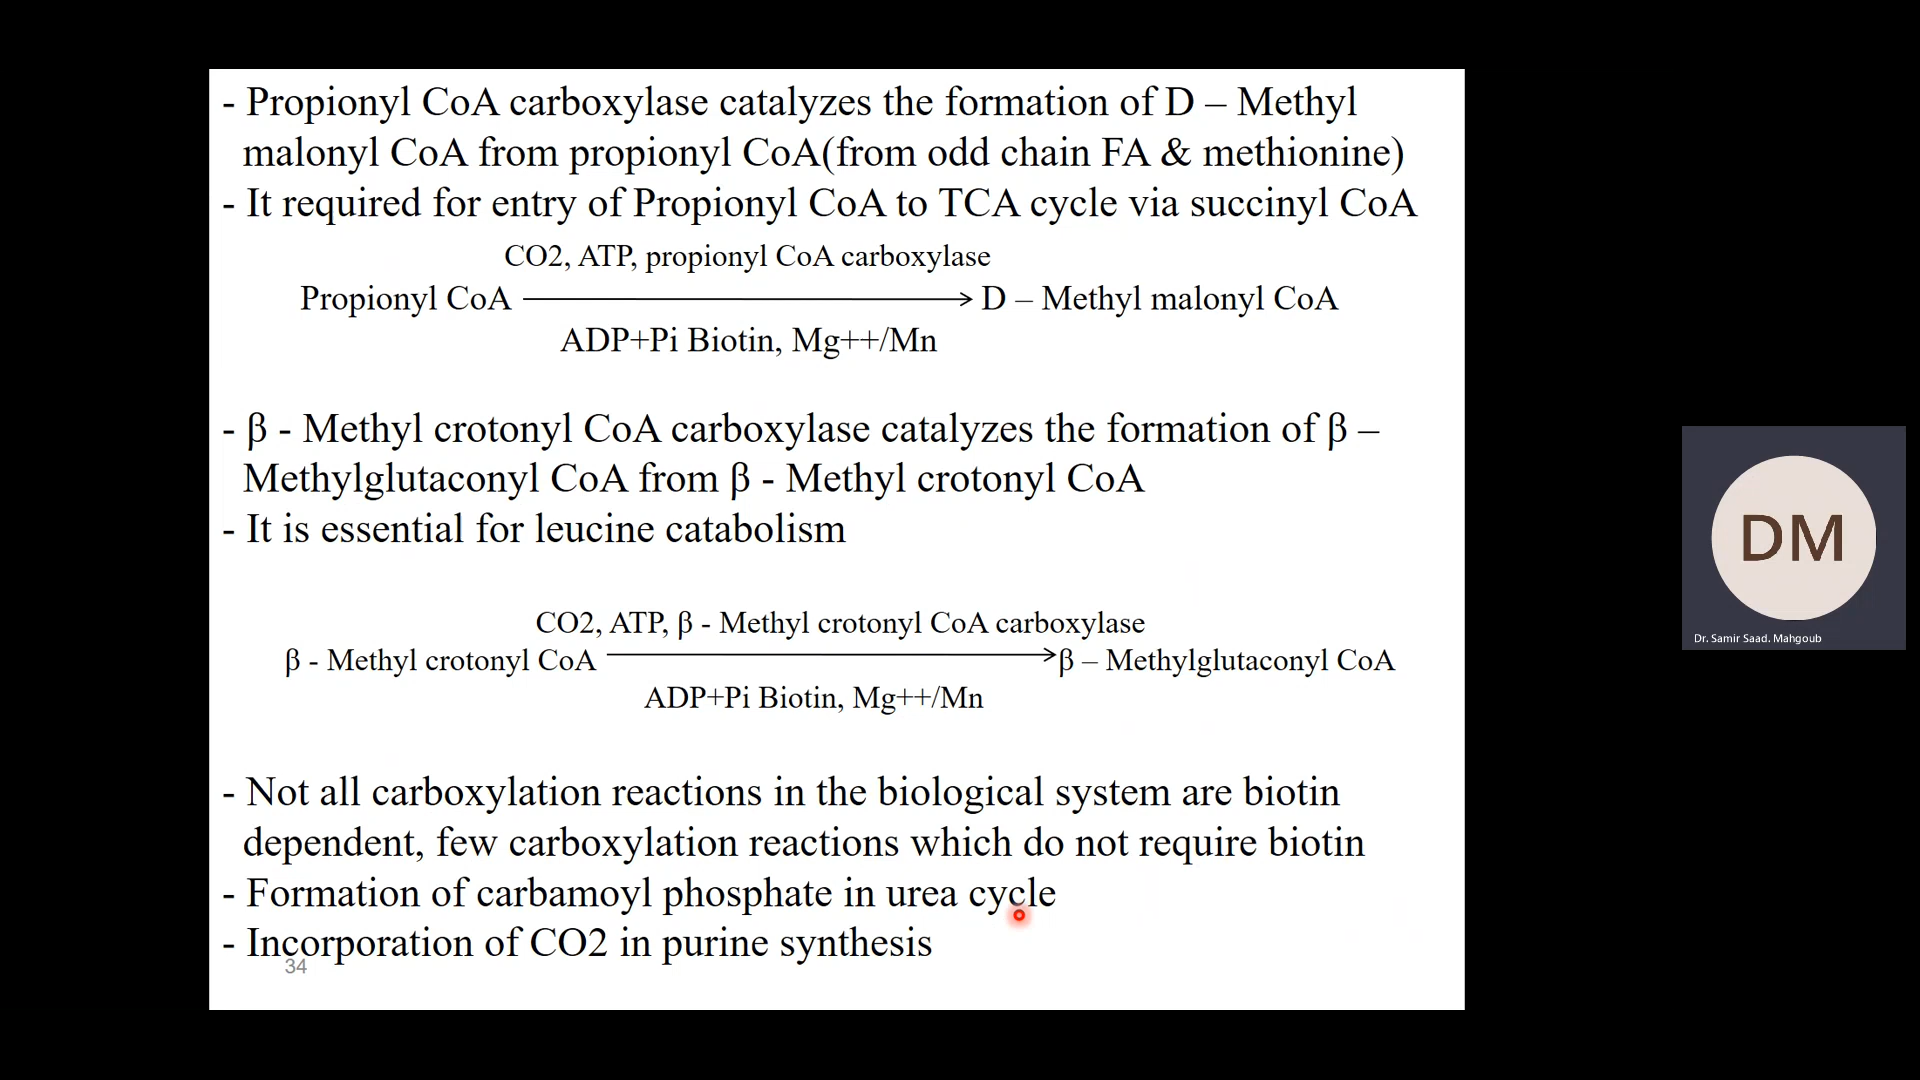 - Propionyl CoA carboxylase catalyzes the formation of D – Methyl
malonyl CoA from propionyl CoA(from odd chain FA & methionine)
- It required for entry of Propionyl CoA to TCA cycle via succinyl CoA
CO2, ATP, propionyl CoA carboxylase
Propionyl CoA D – Methyl malonyl CoA
ADP+Pi Biotin, Mg++/Mn
- β - Methyl crotonyl CoA carboxylase catalyzes the formation of β –
Methylglutaconyl CoA from β - Methyl crotonyl CoA
- It is essential for leucine catabolism
CO2, ATP, β - Methyl crotonyl CoA carboxylase
β - Methyl crotonyl CoA β – Methylglutaconyl CoA
ADP+Pi Biotin, Mg++/Mn
- Not all carboxylation reactions in the biological system are biotin
dependent, few carboxylation reactions which do not require biotin
- Formation of carbamoyl phosphate in urea cycle
- Incorporation of CO2 in purine synthesis
34
DM
Dr. Samir Saad. Mahgoub